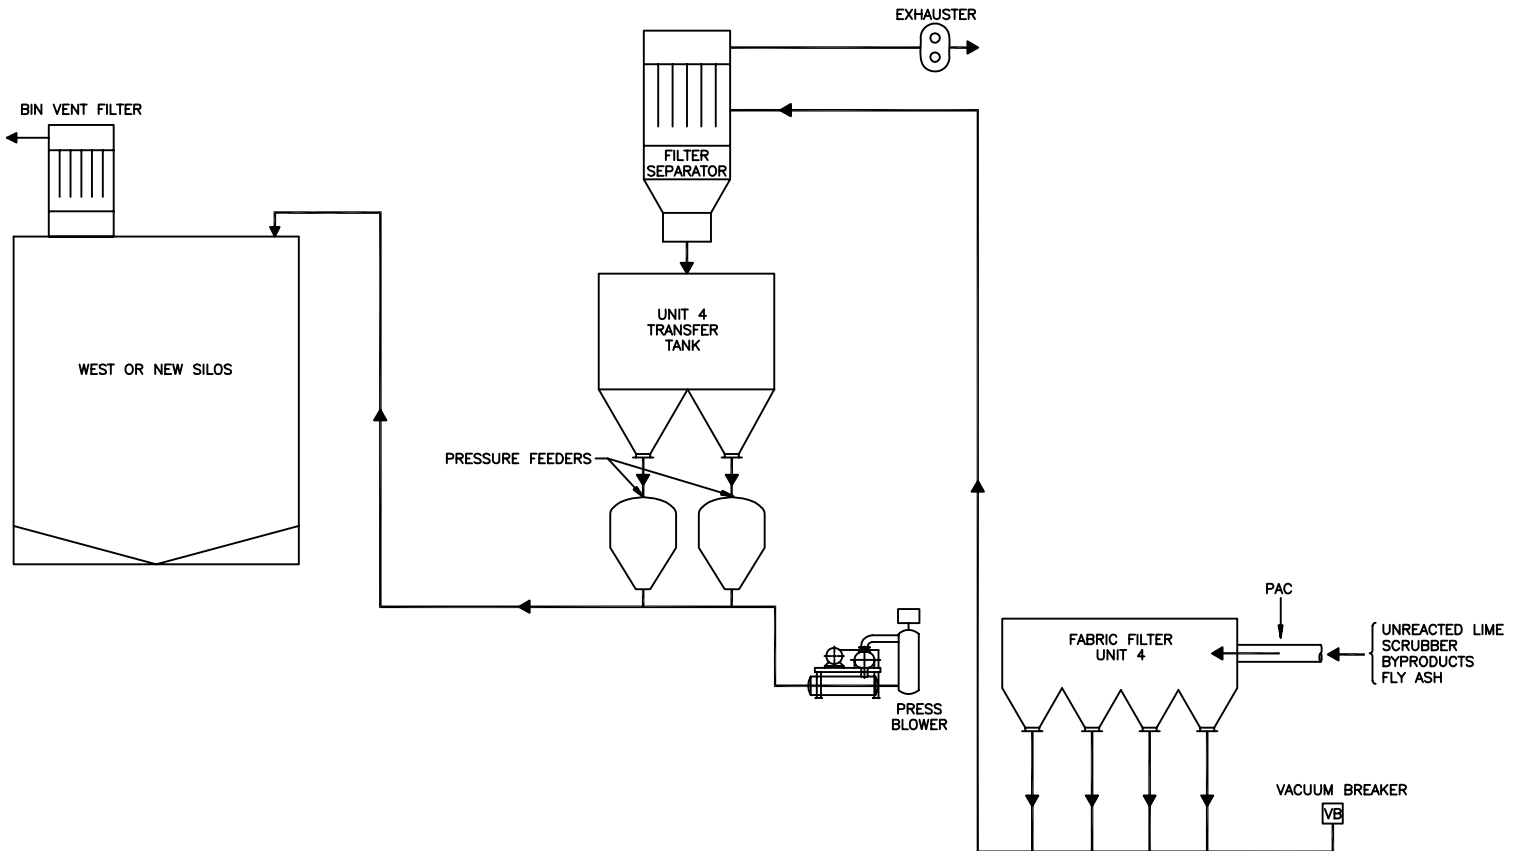 EXHAUSTER
BIN VENT FILTER
FILTER
SEPARATOR
UNIT 4
TRANSFER
TANK
WEST OR NEW SILOS
PRESSURE FEEDERS
PAC
FABRIC FILTER
UNIT 4
UNREACTED LIME
SCRUBBER
BYPRODUCTS
FLY ASH
PRESS
BLOWER
VACUUM BREAKER
VB